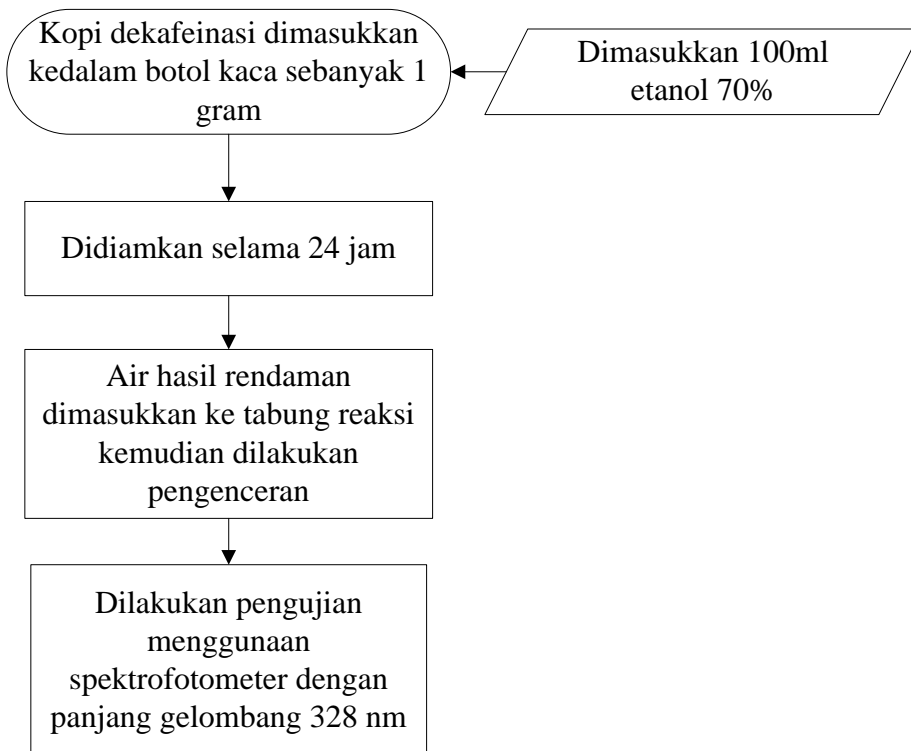 Kopi dekafeinasi dimasukkan
kedalam botol kaca sebanyak 1
gram
Dimasukkan 100ml
etanol 70%
Didiamkan selama 24 jam
Air hasil rendaman
dimasukkan ke tabung reaksi
kemudian dilakukan
pengenceran
Dilakukan pengujian
menggunaan
spektrofotometer dengan
panjang gelombang 328 nm